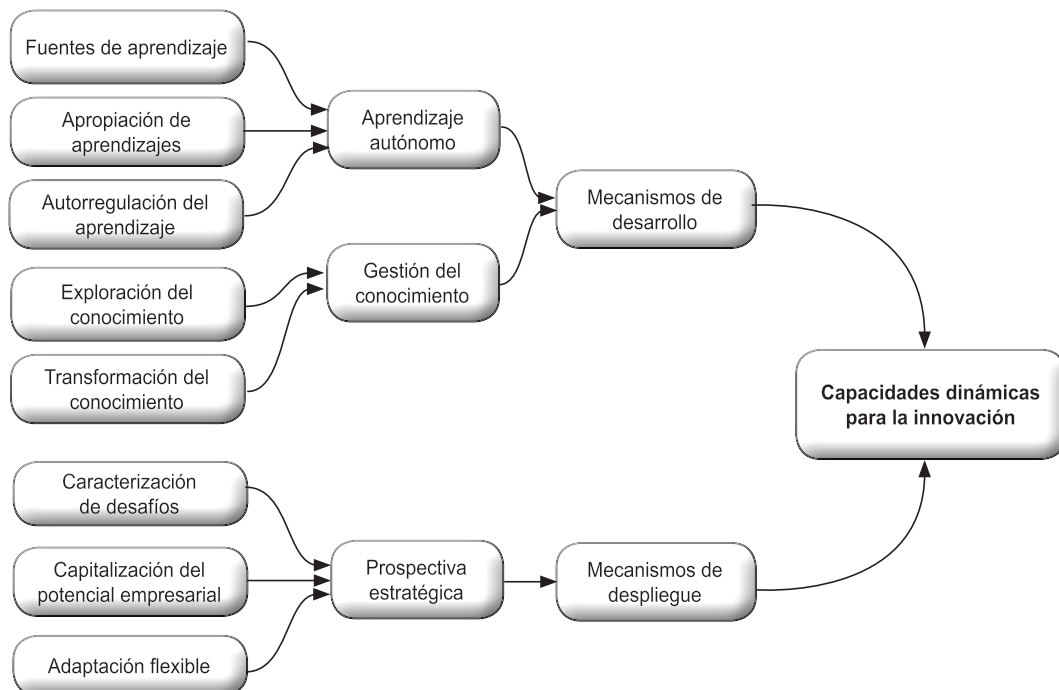 Fuentes de aprendizaje
Apropiación de
aprendizajes
Autorregulación del
aprendizaje
Exploración del
conocimiento
Transformación del
conocimiento
Caracterización
de desafíos
Capitalización del
potencial empresarial
Adaptación flexible
Aprendizaje
autónomo
Gestión del
conocimiento
Prospectiva
estratégica
Mecanismos de
desarrollo
Mecanismos de
despliegue
Capacidades dinámicas
para la innovación